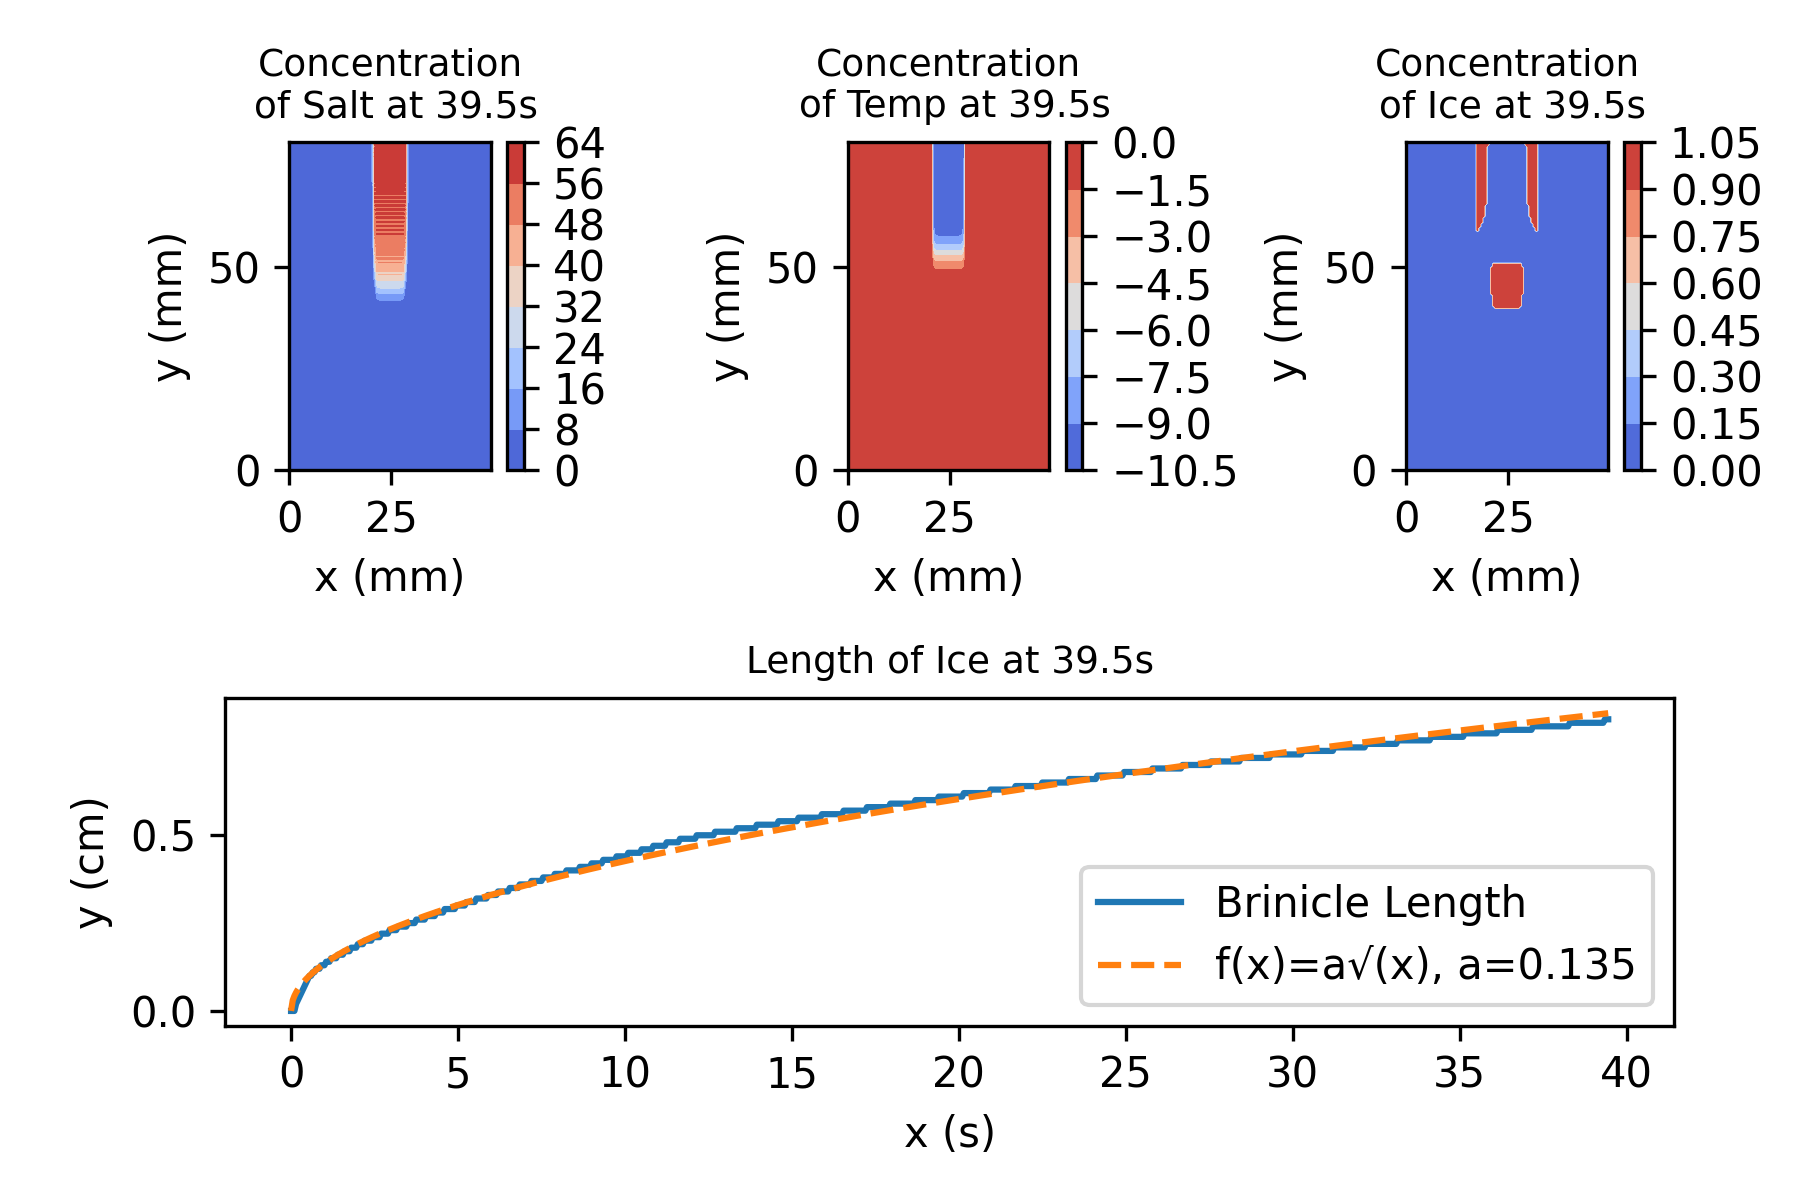 Concentration
of Salt at 39.5s
Concentration
of Temp at 39.5s
Concentration
of Ice at 39.5s
y (mm)
50
0
0 25
x (mm)
64
56
48
40
32
24
16
8
0
y (mm)
50
0
0 25
x (mm)
0.0
−1.5
−3.0
−4.5
−6.0
−7.5
−9.0
−10.5
y (mm)
50
0
0 25
x (mm)
1.05
0.90
0.75
0.60
0.45
0.30
0.15
0.00
Length of Ice at 39.5s
y (cm)
0.5
0.0
Brinicle Length
f(x)=a√(x), a=0.135
0 5 10 15 20 25 30 35 40
x (s)